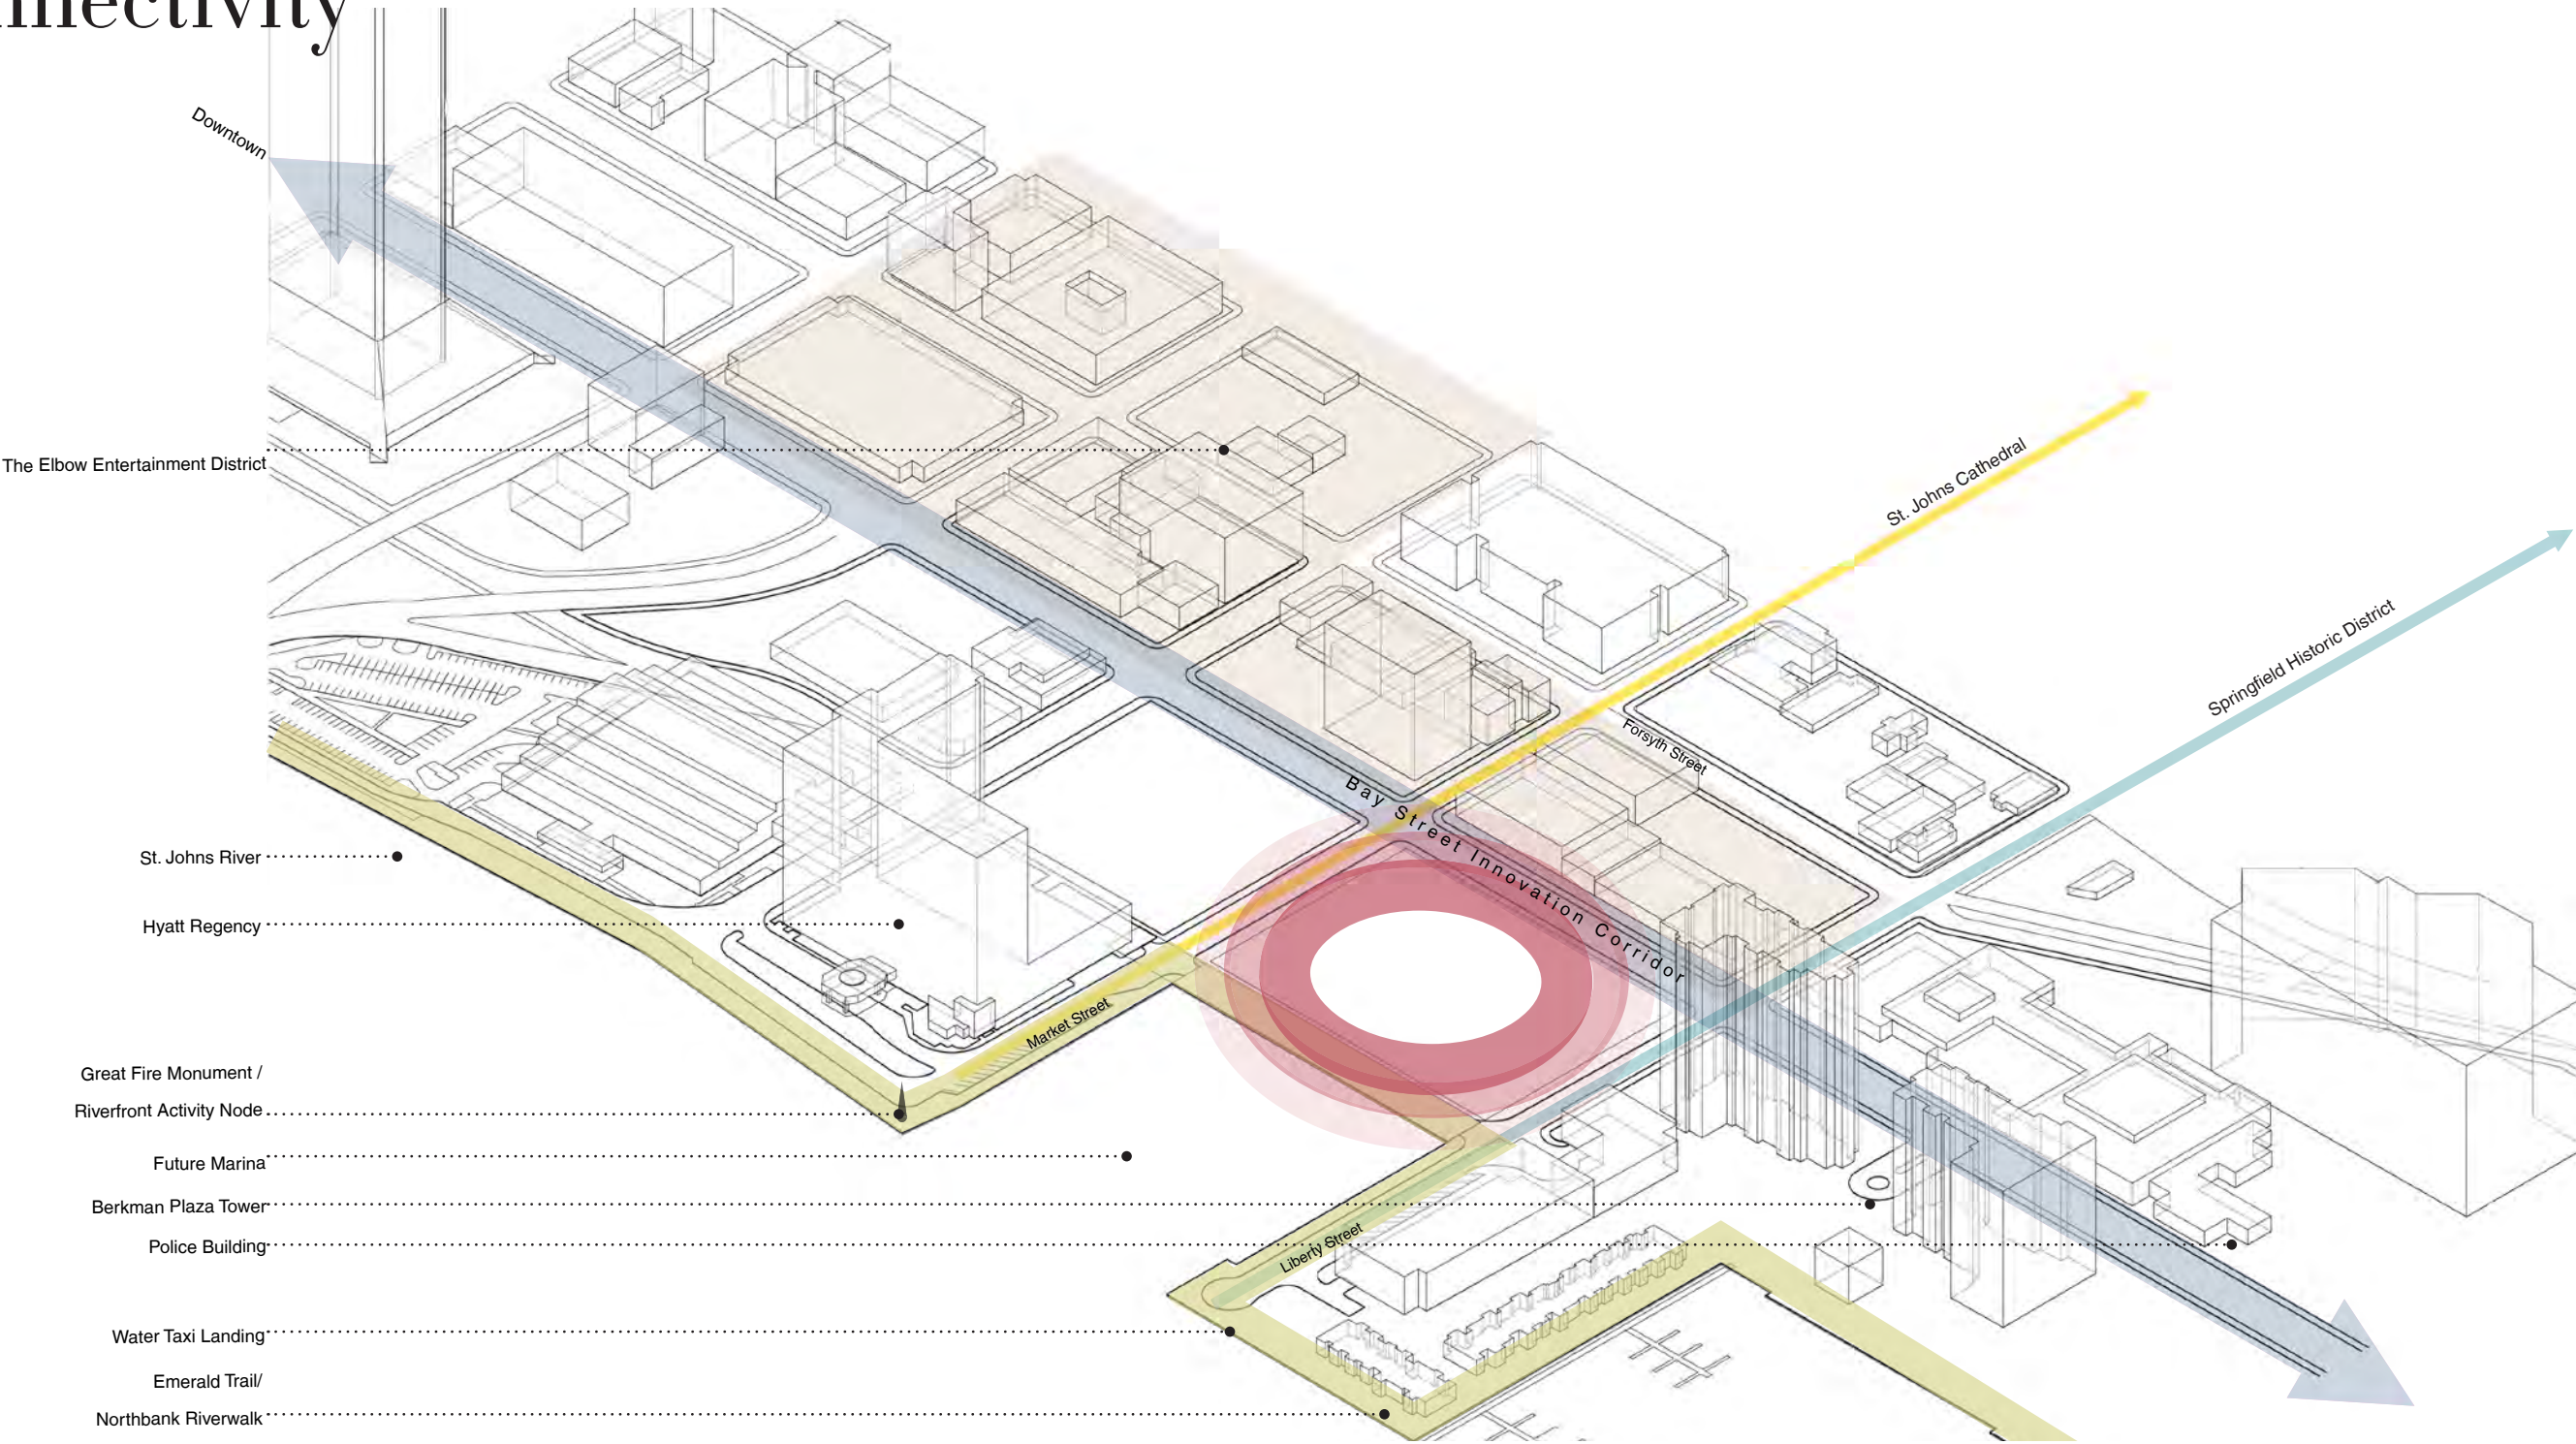 nnectivity
Downtown
The Elbow Entertainment District
St. Johns Cathedral
Springfield Historic District
Forsyth Street
Bay Street Innovation Corridor
St. Johns River
Hyatt Regency
Market Street
Great Fire Monument /
Riverfront Activity Node
Future Marina
Berkman Plaza Tower
Police Building
Liberty Street
Water Taxi Landing
Emerald Trail/
Northbank Riverwalk